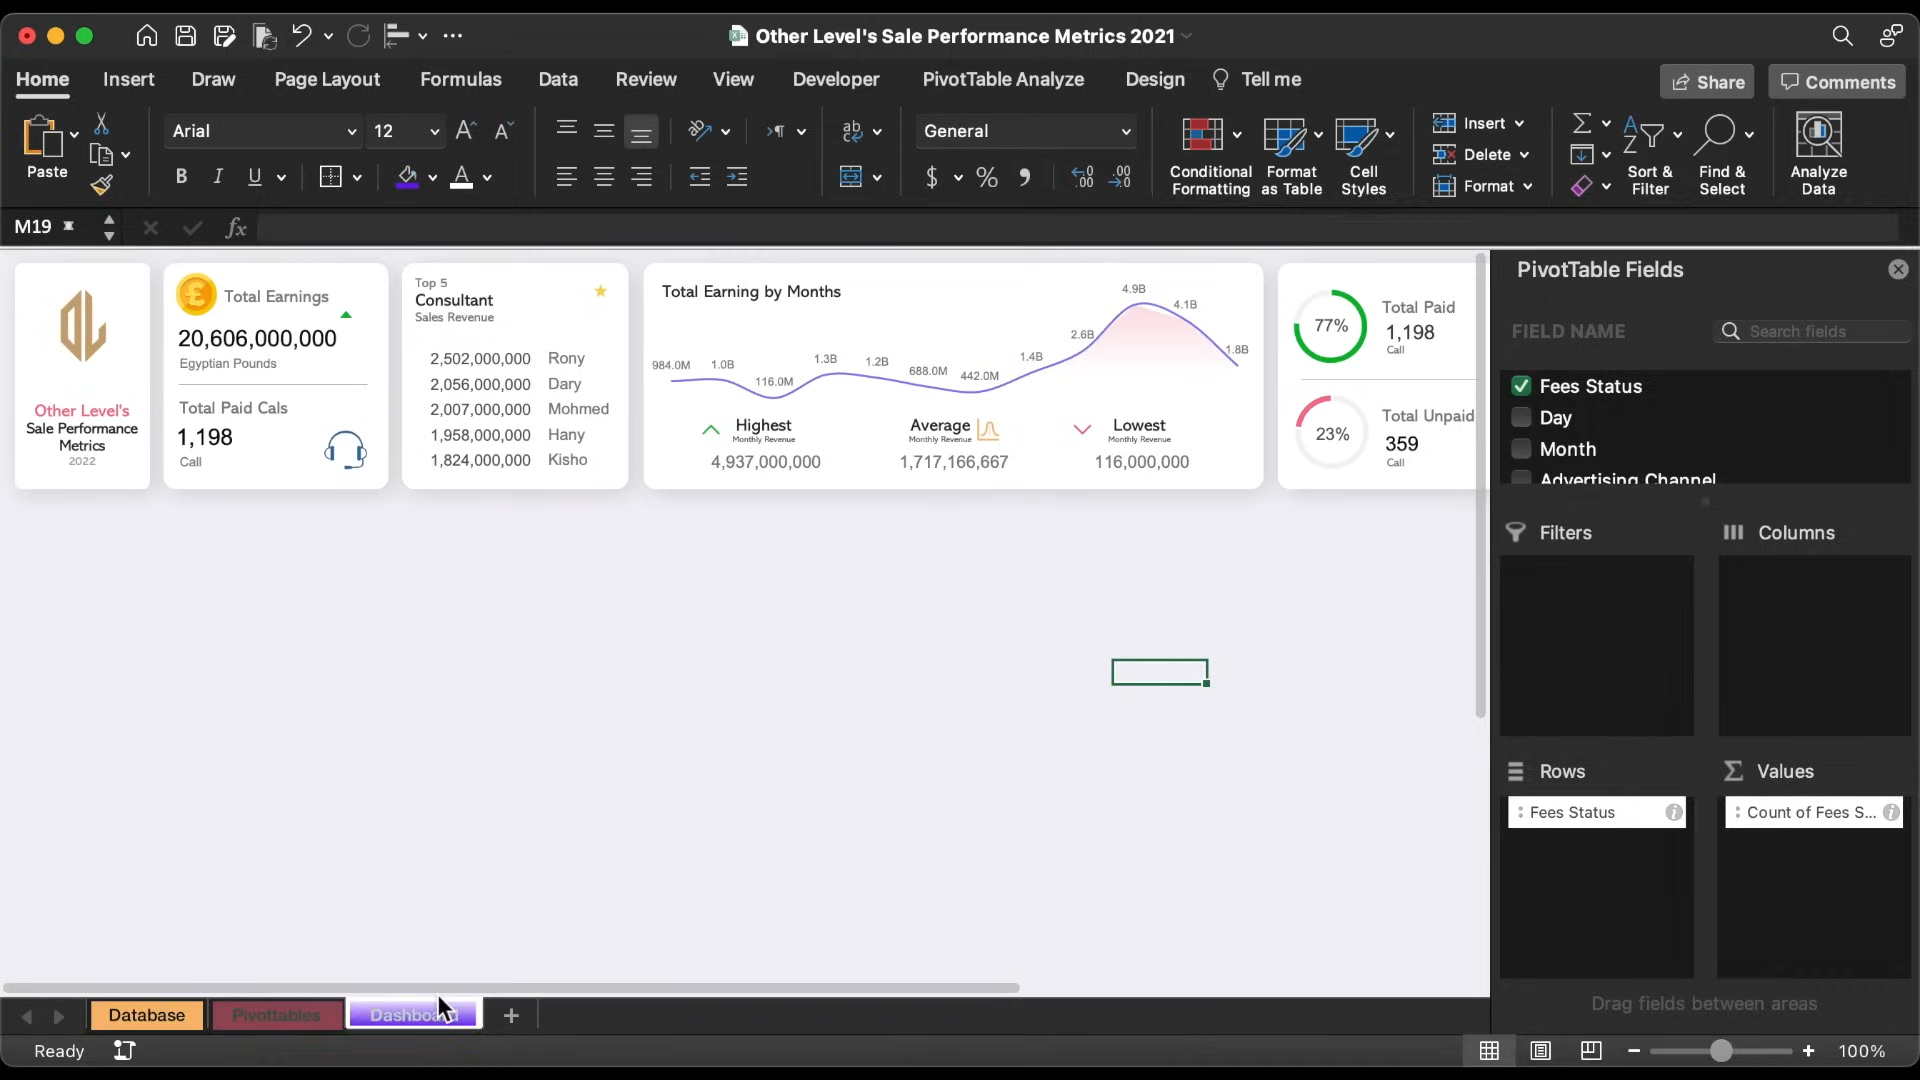 Other Level's Sale Performance Metrics 2021
Home Insert Draw Page Layout Formulas Data Review View Developer PivotTable Analyze Design Tell me Share Comments
Paste
Arial 12
General
Conditional Formatting
Format as Table
Cell Styles
Insert
Delete
Format
Sort & Filter
Find & Select
Analyze Data
M19 fx
Other Level's
Sale Performance
Metrics
2022
Total Earnings
20,606,000,000
Egyptian Pounds
Total Paid Cals
1,198
Call
Top 5
Consultant
Sales Revenue
2,502,000,000 Rony
2,056,000,000 Dary
2,007,000,000 Mohmed
1,958,000,000 Hany
1,824,000,000 Kisho
Total Earning by Months
984.0M 1.0B 116.0M 1.3B 1.2B 688.0M 442.0M 1.4B 2.6B 4.9B 4.1B 1.8B
Highest
Monthly Revenue
4,937,000,000
Average
Monthly Revenue
1,717,166,667
Lowest
Monthly Revenue
116,000,000
77%
Total Paid
1,198
Call
23%
Total Unpaid
359
Call
PivotTable Fields
FIELD NAME Search fields
Fees Status
Day
Month
Advertising Channel
Filters
Columns
Rows
Values
Fees Status
Count of Fees S...
Drag fields between areas
Database Pivottables Dashboard
Ready
100%